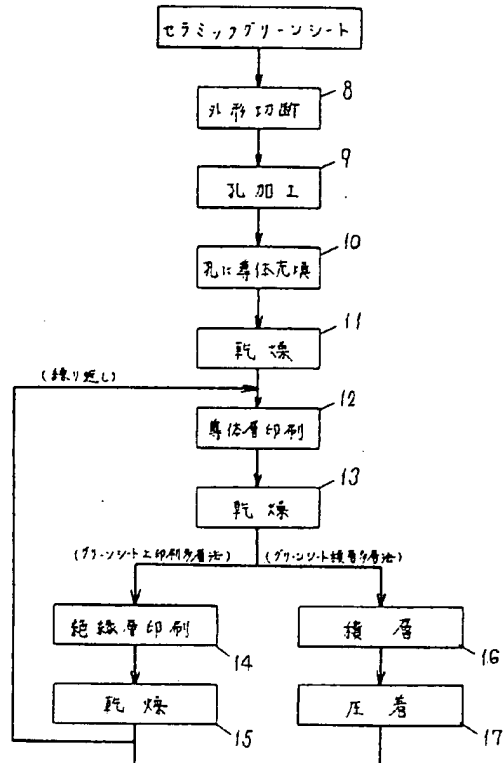 セラミックグリーンシート
8
外形切断
9
孔加工
10
孔に導体充填
11
乾燥
(繰り返し)
12
導体層印刷
13
乾燥
(グリーンシート上印刷多層法)
(グリーンシート積層多層法)
絶縁層印刷
14
積層
16
乾燥
15
圧着
17